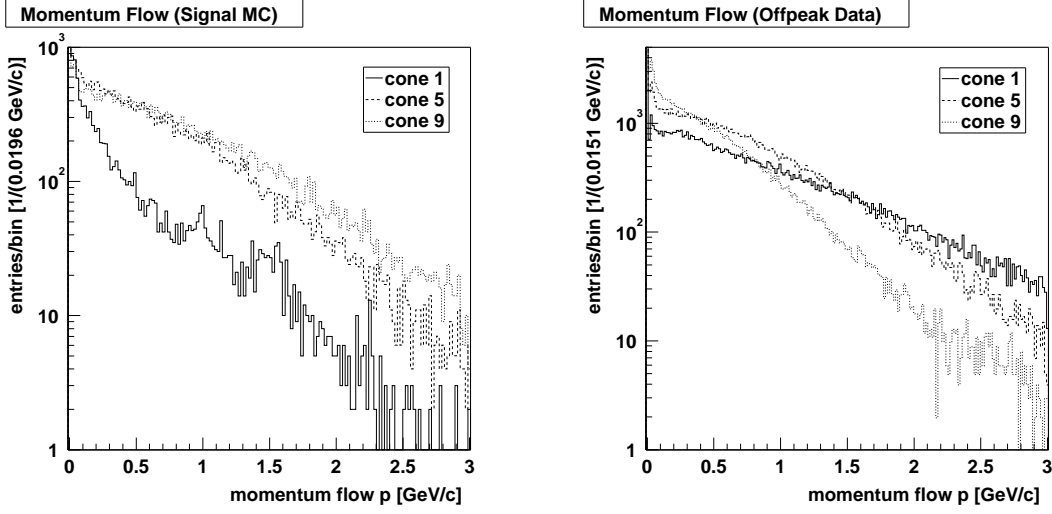 Momentum Flow (Signal MC)
entries/bin [1/(0.0196 GeV/c)]
10^3
10^2
10
1
cone 1
cone 5
cone 9
0 0.5 1 1.5 2 2.5 3
momentum flow p [GeV/c]
Momentum Flow (Offpeak Data)
entries/bin [1/(0.0151 GeV/c)]
10^3
10^2
10
1
cone 1
cone 5
cone 9
0 0.5 1 1.5 2 2.5 3
momentum flow p [GeV/c]